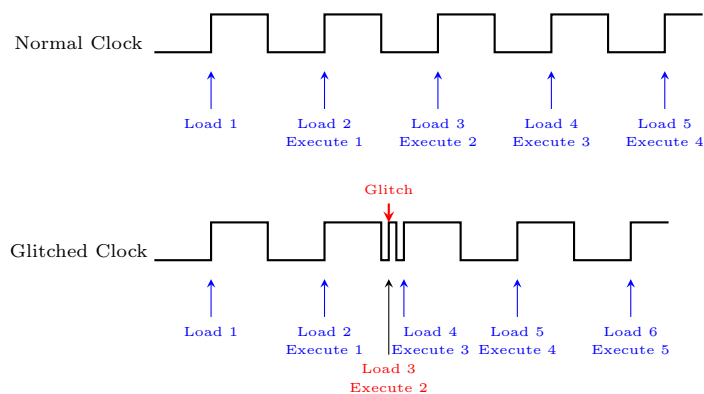 Normal Clock
Load 1
Load 2
Execute 1
Load 3
Execute 2
Load 4
Execute 3
Load 5
Execute 4
Glitch
Glitched Clock
Load 1
Load 2
Execute 1
Load 3
Execute 2
Load 4
Execute 3
Load 5
Execute 4
Load 6
Execute 5